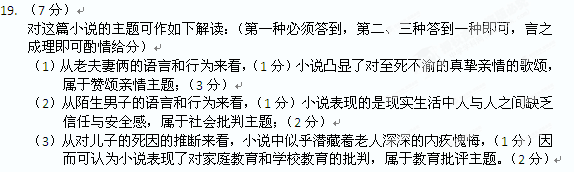 19. （7分）
对这篇小说的主题可作如下解读：（第一种必须答到，第二、三种答到一种即可，言之
成理即可酌情给分）
（1）从老夫妻俩的语言和行为来看，（1分）小说凸显了对至死不渝的真挚亲情的歌颂，
属于赞颂亲情主题；（3分）
（2）从陌生男子的语言和行为来看，（1分）小说表现的是现实生活中人与人之间缺乏
信任与安全感，属于社会批判主题；（2分）
（3）从对儿子的死因的推断来看，小说中似乎潜藏着老人深深的内疚愧悔，（1分）因
而可认为小说表现了对家庭教育和学校教育的批判，属于教育批评主题。（2分）